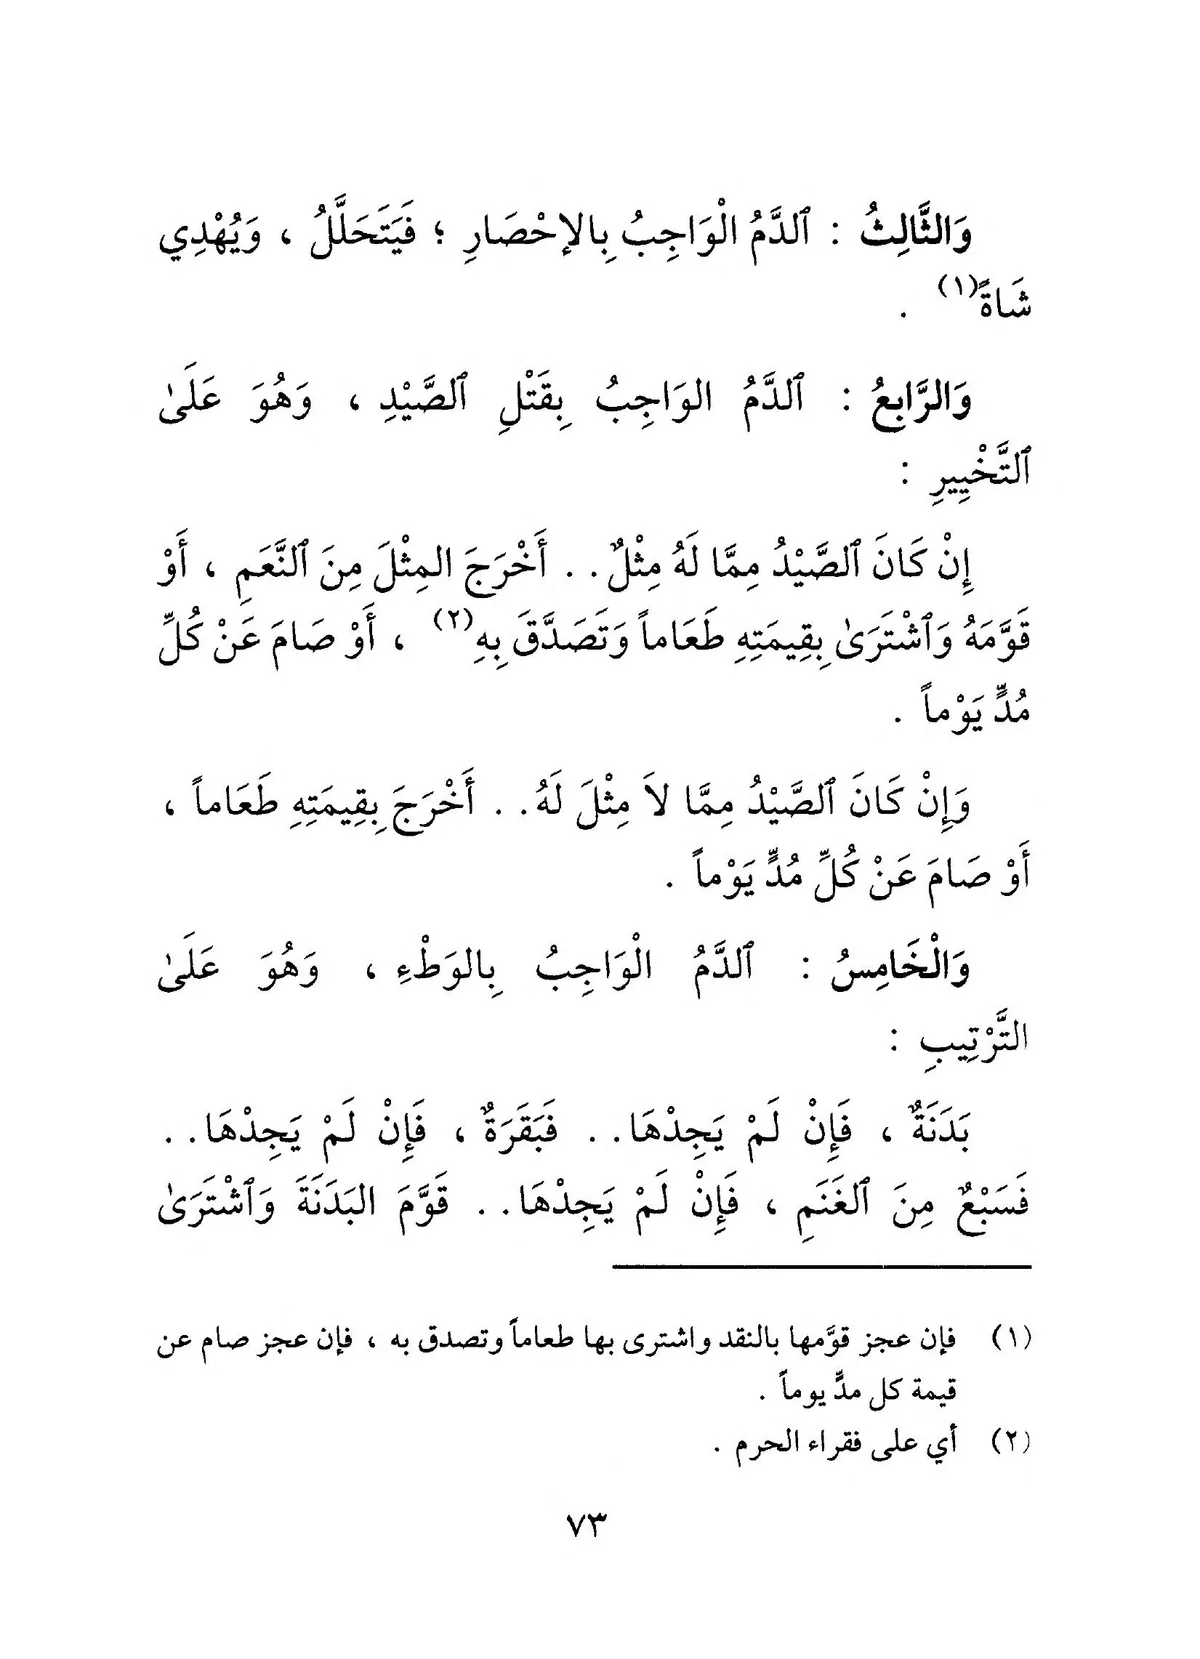 وَالثَّالِثُ : ٱلدَّمُ الْوَاجِبُ بِالإحْصَارِ ؛ فَيَتَحَلَّلُ ، وَيُهْدِي
شَاةً(١) .
وَالرَّابِعُ : ٱلدَّمُ الوَاجِبُ بِقَتْلِ ٱلصَّيْدِ ، وَهُوَ عَلَىٰ
ٱلتَّخْيِيرِ :
إِنْ كَانَ ٱلصَّيْدُ مِمَّا لَهُ مِثْلٌ . . أَخْرَجَ المِثْلَ مِنَ ٱلنَّعَمِ ، أَوْ
قَوَّمَهُ وَٱشْتَرَىٰ بِقِيمَتِهِ طَعَاماً وَتَصَدَّقَ بِهِ(٢) ، أَوْ صَامَ عَنْ كُلِّ
مُدٍّ يَوْماً .
وَإِنْ كَانَ ٱلصَّيْدُ مِمَّا لاَ مِثْلَ لَهُ . . أَخْرَجَ بِقِيمَتِهِ طَعَاماً ،
أَوْ صَامَ عَنْ كُلِّ مُدٍّ يَوْماً .
وَالْخَامِسُ : ٱلدَّمُ الْوَاجِبُ بِالوَطْءِ ، وَهُوَ عَلَىٰ
التَّرْتِيبِ :
بَدَنَةٌ ، فَإِنْ لَمْ يَجِدْهَا . . فَبَقَرَةٌ ، فَإِنْ لَمْ يَجِدْهَا . .
فَسَبْعٌ مِنَ ٱلغَنَمِ ، فَإِنْ لَمْ يَجِدْهَا . . قَوَّمَ البَدَنَةَ وَٱشْتَرَىٰ
(١) فإن عجز قوَّمها بالنقد واشترى بها طعاماً وتصدق به ، فإن عجز صام عن
قيمة كل مدٍّ يوماً .
(٢) أي على فقراء الحرم .
٧٣